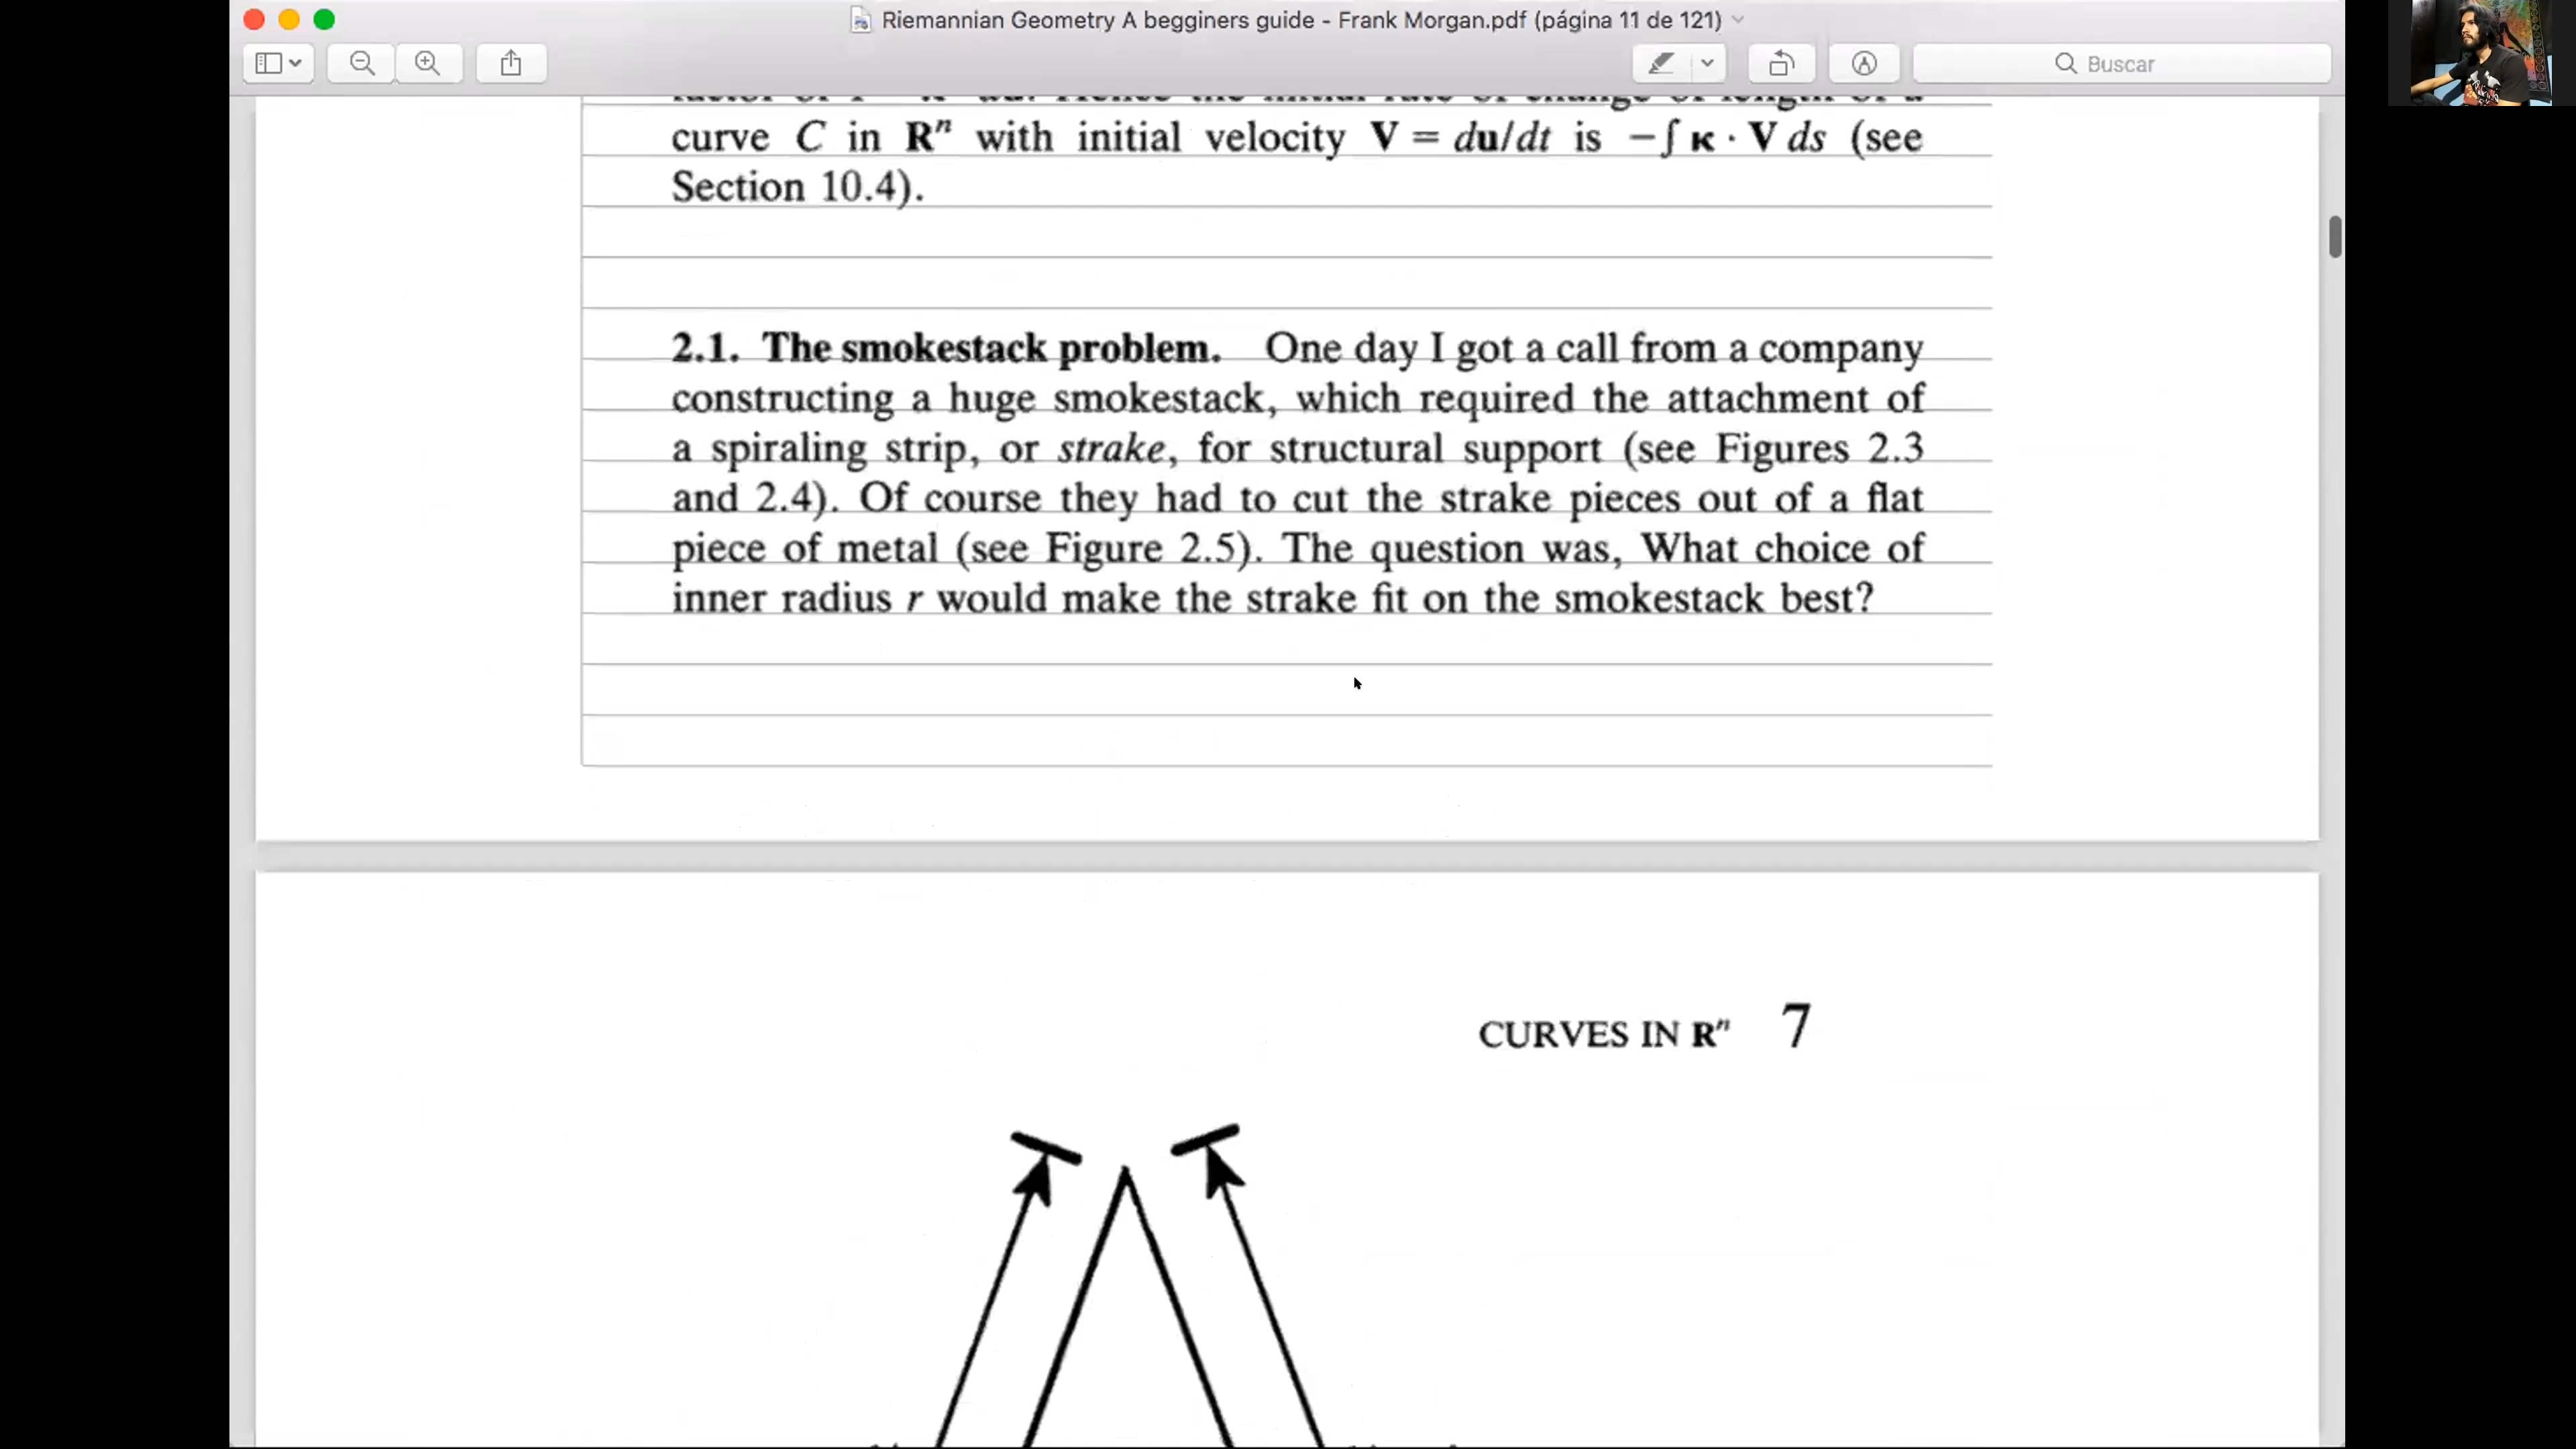 Riemannian Geometry A begginers guide - Frank Morgan.pdf (página 11 de 121)
Buscar
curve C in Rⁿ with initial velocity V = du/dt is −∫ κ · V ds (see
Section 10.4).
2.1. The smokestack problem. One day I got a call from a company
constructing a huge smokestack, which required the attachment of
a spiraling strip, or strake, for structural support (see Figures 2.3
and 2.4). Of course they had to cut the strake pieces out of a flat
piece of metal (see Figure 2.5). The question was, What choice of
inner radius r would make the strake fit on the smokestack best?
CURVES IN Rⁿ 7